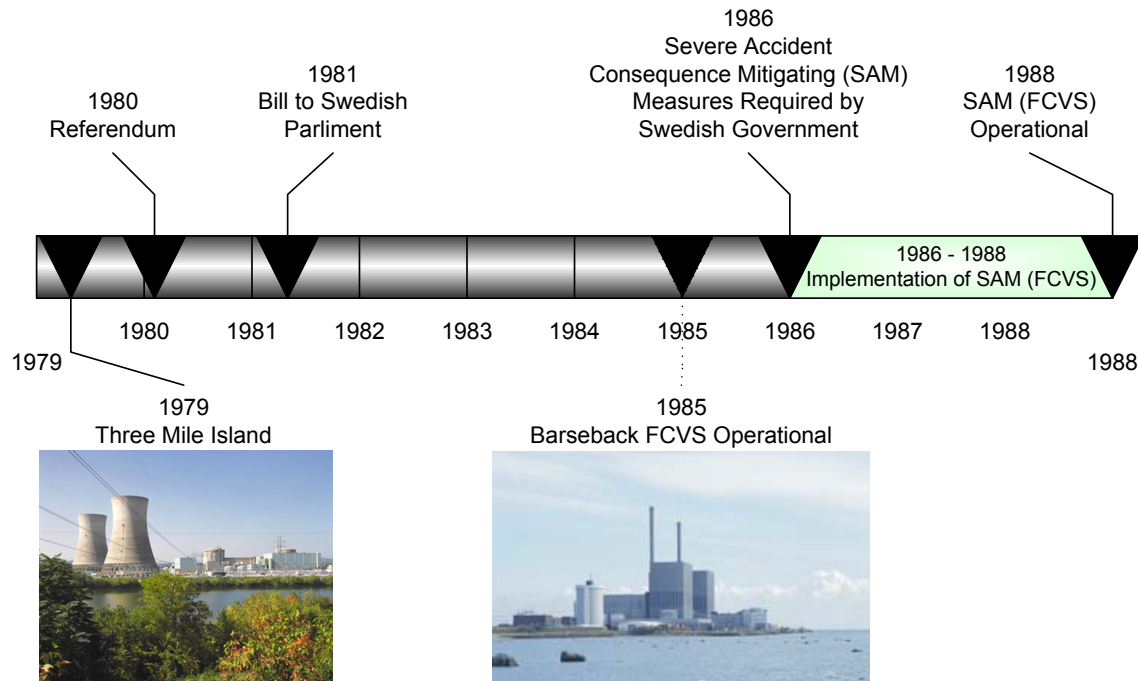 1986
Severe Accident
Consequence Mitigating (SAM)
Measures Required by
Swedish Government
1981
Bill to Swedish
Parliment
1988
SAM (FCVS)
Operational
1980
Referendum
1986 - 1988
Implementation of SAM (FCVS)
1980
1981
1982
1983
1984
1985
1986
1987
1988
1979
1988
1979
Three Mile Island
1985
Barseback FCVS Operational